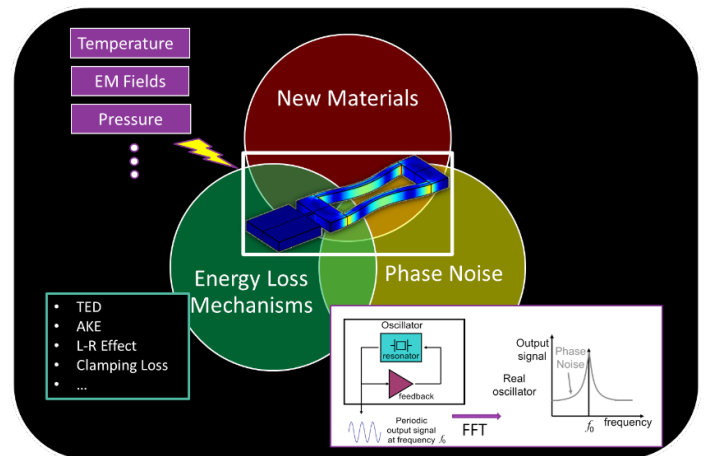 Temperature
EM Fields
Pressure
New Materials
Energy Loss
Mechanisms
Phase Noise
• TED
• AKE
• L-R Effect
• Clamping Loss
• ...
Oscillator
resonator
feedback
Periodic
output signal
at frequency f₀
FFT
Output
signal
Phase
Noise
Real
oscillator
f₀
frequency